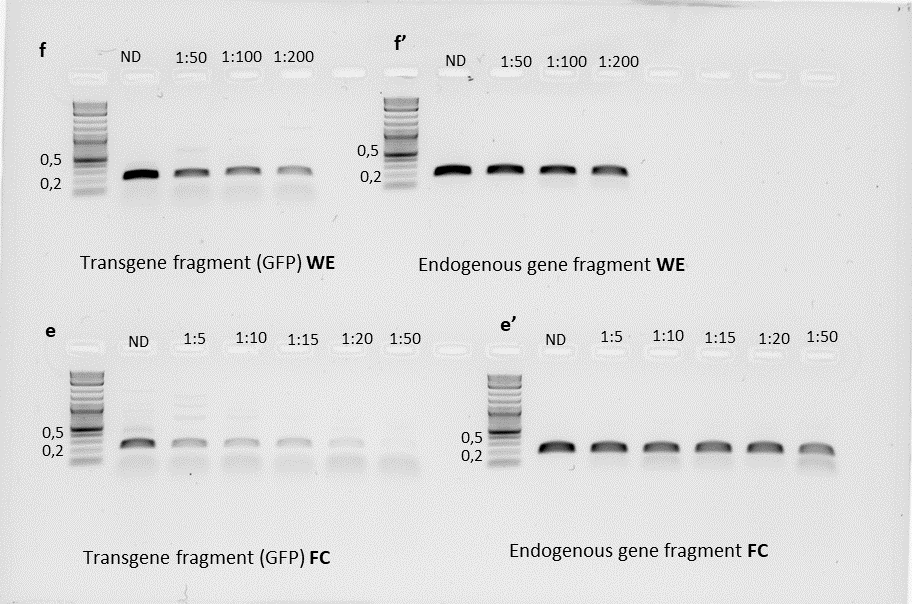 f
ND 1:50 1:100 1:200
0,5
0,2
Transgene fragment (GFP) WE
f’
ND 1:50 1:100 1:200
0,5
0,2
Endogenous gene fragment WE
e
ND 1:5 1:10 1:15 1:20 1:50
0,5
0,2
Transgene fragment (GFP) FC
e’
ND 1:5 1:10 1:15 1:20 1:50
0,5
0,2
Endogenous gene fragment FC